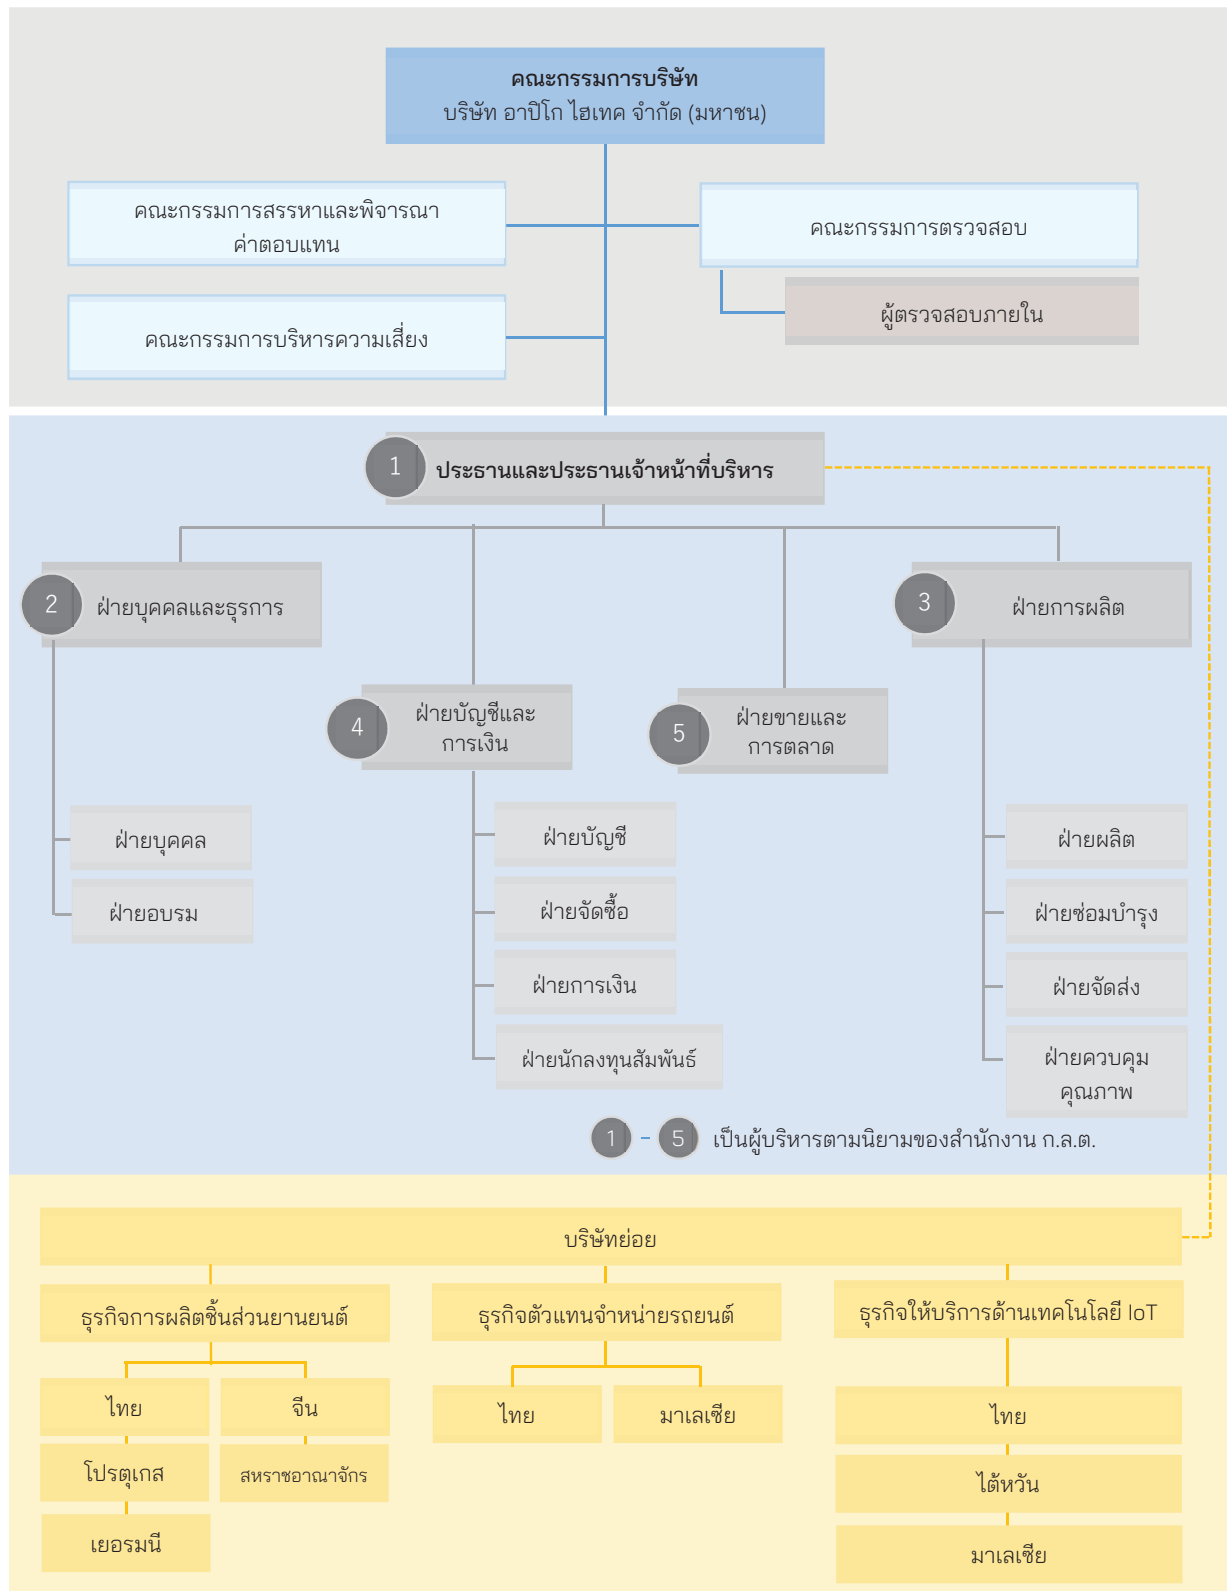 คณะกรรมการบริษัท
บริษัท อาปิโก ไฮเทค จำกัด (มหาชน)
คณะกรรมการสรรหาและพิจารณา
ค่าตอบแทน
คณะกรรมการตรวจสอบ
ผู้ตรวจสอบภายใน
คณะกรรมการบริหารความเสี่ยง
1
ประธานและประธานเจ้าหน้าที่บริหาร
2
ฝ่ายบุคคลและธุรการ
3
ฝ่ายการผลิต
4
ฝ่ายบัญชีและ
การเงิน
5
ฝ่ายขายและ
การตลาด
ฝ่ายบุคคล
ฝ่ายอบรม
ฝ่ายบัญชี
ฝ่ายจัดซื้อ
ฝ่ายการเงิน
ฝ่ายนักลงทุนสัมพันธ์
ฝ่ายผลิต
ฝ่ายซ่อมบำรุง
ฝ่ายจัดส่ง
ฝ่ายควบคุม
คุณภาพ
1 - 5 เป็นผู้บริหารตามนิยามของสำนักงาน ก.ล.ต.
บริษัทย่อย
ธุรกิจการผลิตชิ้นส่วนยานยนต์
ไทย
จีน
โปรตุเกส
สหราชอาณาจักร
เยอรมนี
ธุรกิจตัวแทนจำหน่ายรถยนต์
ไทย
มาเลเซีย
ธุรกิจให้บริการด้านเทคโนโลยี IoT
ไทย
ไต้หวัน
มาเลเซีย